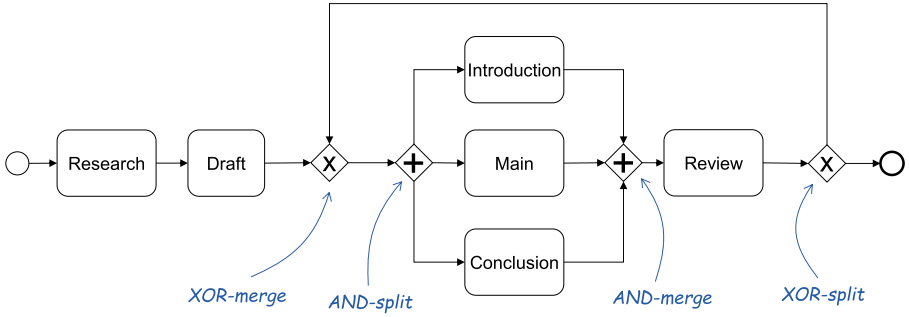 Introduction
Research
Draft
X
Main
Review
X
Conclusion
XOR-merge
AND-split
AND-merge
XOR-split